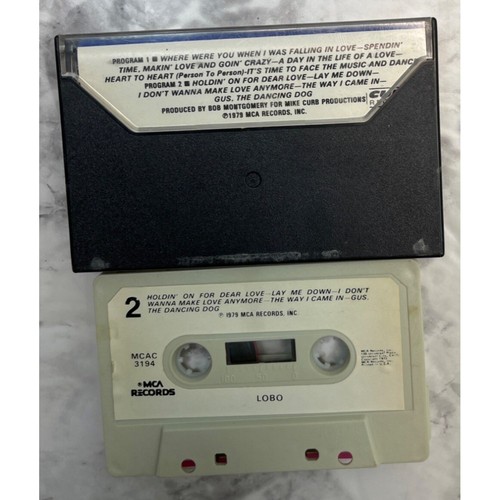 PROGRAM 1 ■ WHERE WERE YOU WHEN I WAS FALLING IN LOVE—SPENDIN'
TIME, MAKIN' LOVE AND GOIN' CRAZY—A DAY IN THE LIFE OF A LOVE—
HEART TO HEART (Person To Person)—IT'S TIME TO FACE THE MUSIC AND DANCE
PROGRAM 2 ■ HOLDIN' ON FOR DEAR LOVE—LAY ME DOWN—
I DON'T WANNA MAKE LOVE ANYMORE—THE WAY I CAME IN—
GUS, THE DANCING DOG
PRODUCED BY BOB MONTGOMERY FOR MIKE CURB PRODUCTIONS
℗1979 MCA RECORDS, INC.
2
HOLDIN' ON FOR DEAR LOVE—LAY ME DOWN—I DON'T
WANNA MAKE LOVE ANYMORE—THE WAY I CAME IN—GUS,
THE DANCING DOG
℗ 1979 MCA RECORDS, INC.
MCAC
3194
MCA
RECORDS
LOBO